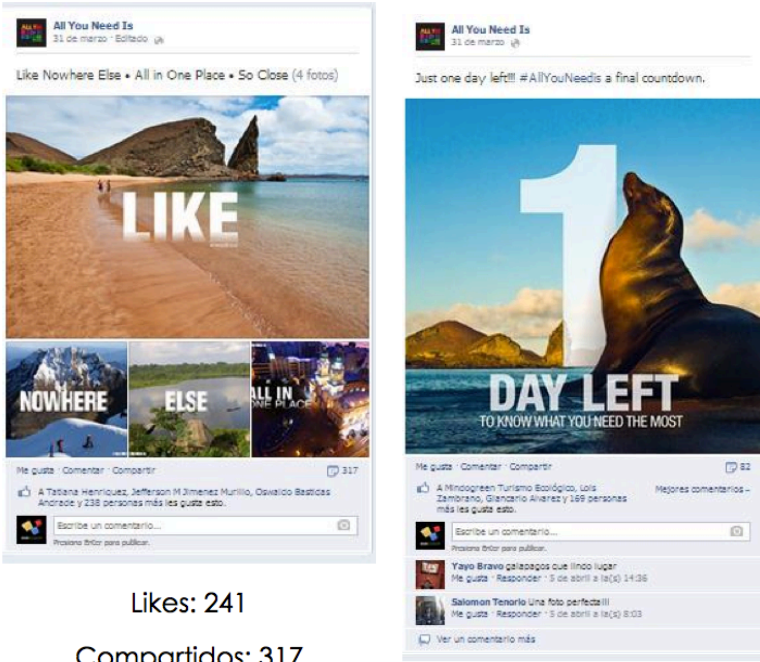 All You Need Is
31 de marzo · Editado
Like Nowhere Else • All in One Place • So Close (4 fotos)
LIKE
NOWHERE
ELSE
ALL IN
ONE PLACE
Me gusta · Comentar · Compartir
317
A Tatiana Henriquez, Jefferson M Jimenez Murillo, Oswaldo Bastidas
Andrade y 238 personas más les gusta esto.
Escribe un comentario...
Presiona Enter para publicar.
Likes: 241
Compartidos: 317
All You Need Is
31 de marzo
Just one day left!!! #AllYouNeedis a final countdown.
1
DAY LEFT
TO KNOW WHAT YOU NEED THE MOST
Me gusta · Comentar · Compartir
82
A Mindogreen Turismo Ecológico, Lois
Zambrano, Giancarlo Alvarez y 169 personas
más les gusta esto.
Mejores comentarios
Escribe un comentario...
Presiona Enter para publicar.
Yayo Bravo galapagos que lindo lugar
Me gusta · Responder · 5 de abril a la(s) 14:36
Salomon Tenorio Una foto perfecta!!!
Me gusta · Responder · 5 de abril a la(s) 8:03
Ver un comentario más